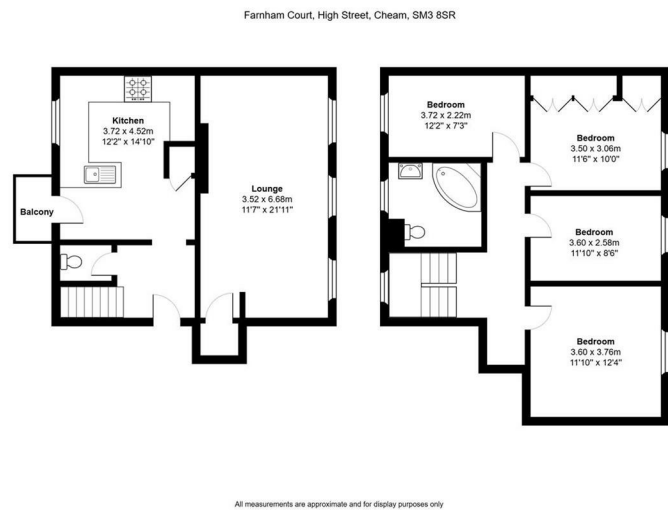 Farnham Court, High Street, Cheam, SM3 8SR
Kitchen
3.72 x 4.52m
12'2" x 14'10"
Balcony
Lounge
3.52 x 6.68m
11'7" x 21'11"
Bedroom
3.72 x 2.22m
12'2" x 7'3"
Bedroom
3.50 x 3.06m
11'6" x 10'0"
Bedroom
3.60 x 2.58m
11'10" x 8'6"
Bedroom
3.60 x 3.76m
11'10" x 12'4"
All measurements are approximate and for display purposes only